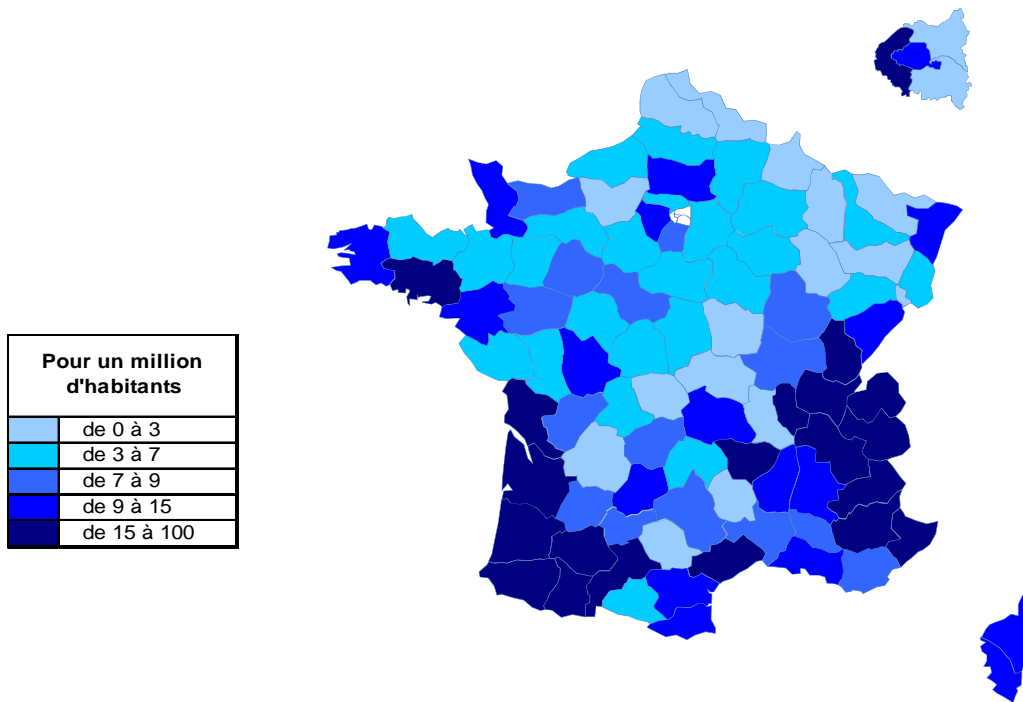 Pour un million
d'habitants
de 0 à 3
de 3 à 7
de 7 à 9
de 9 à 15
de 15 à 100